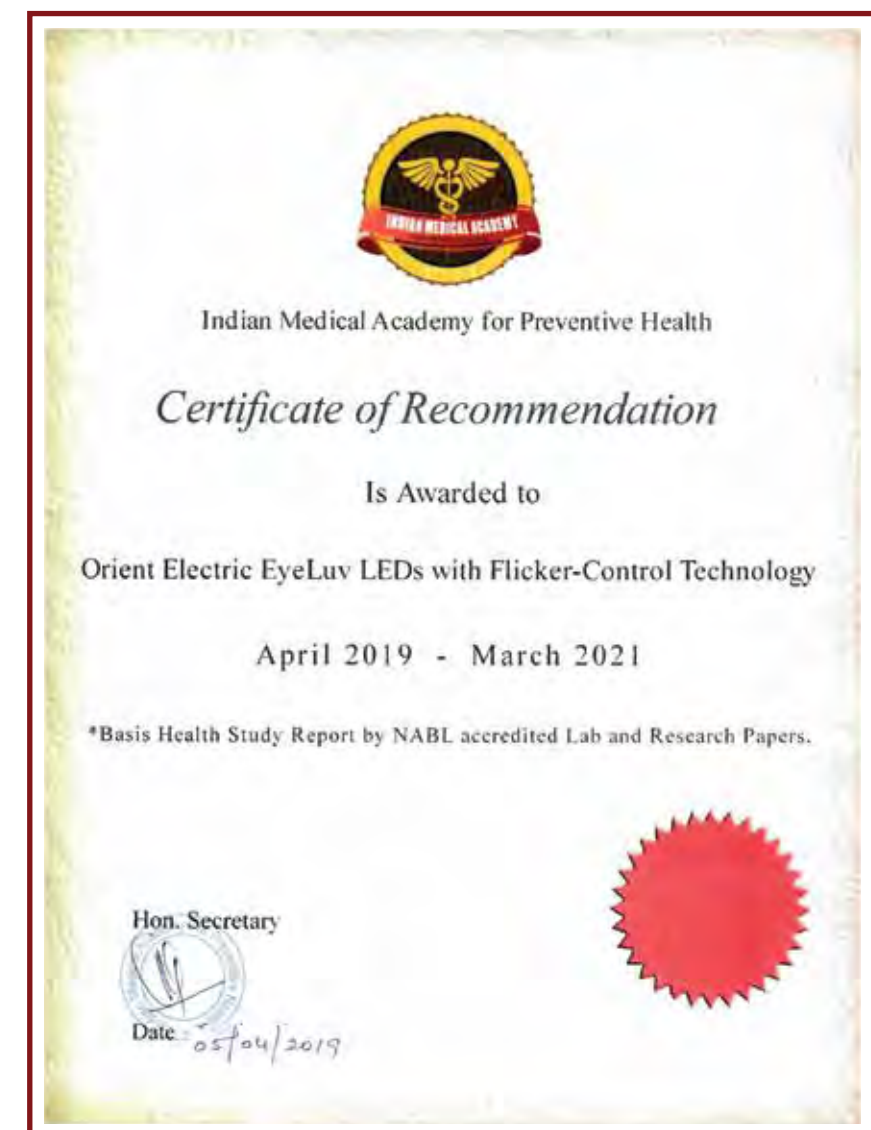 INDIAN MEDICAL ACADEMY
Indian Medical Academy for Preventive Health
Certificate of Recommendation
Is Awarded to
Orient Electric EyeLuv LEDs with Flicker-Control Technology
April 2019 - March 2021
*Basis Health Study Report by NABL accredited Lab and Research Papers.
Hon. Secretary
Date 05/04/2019